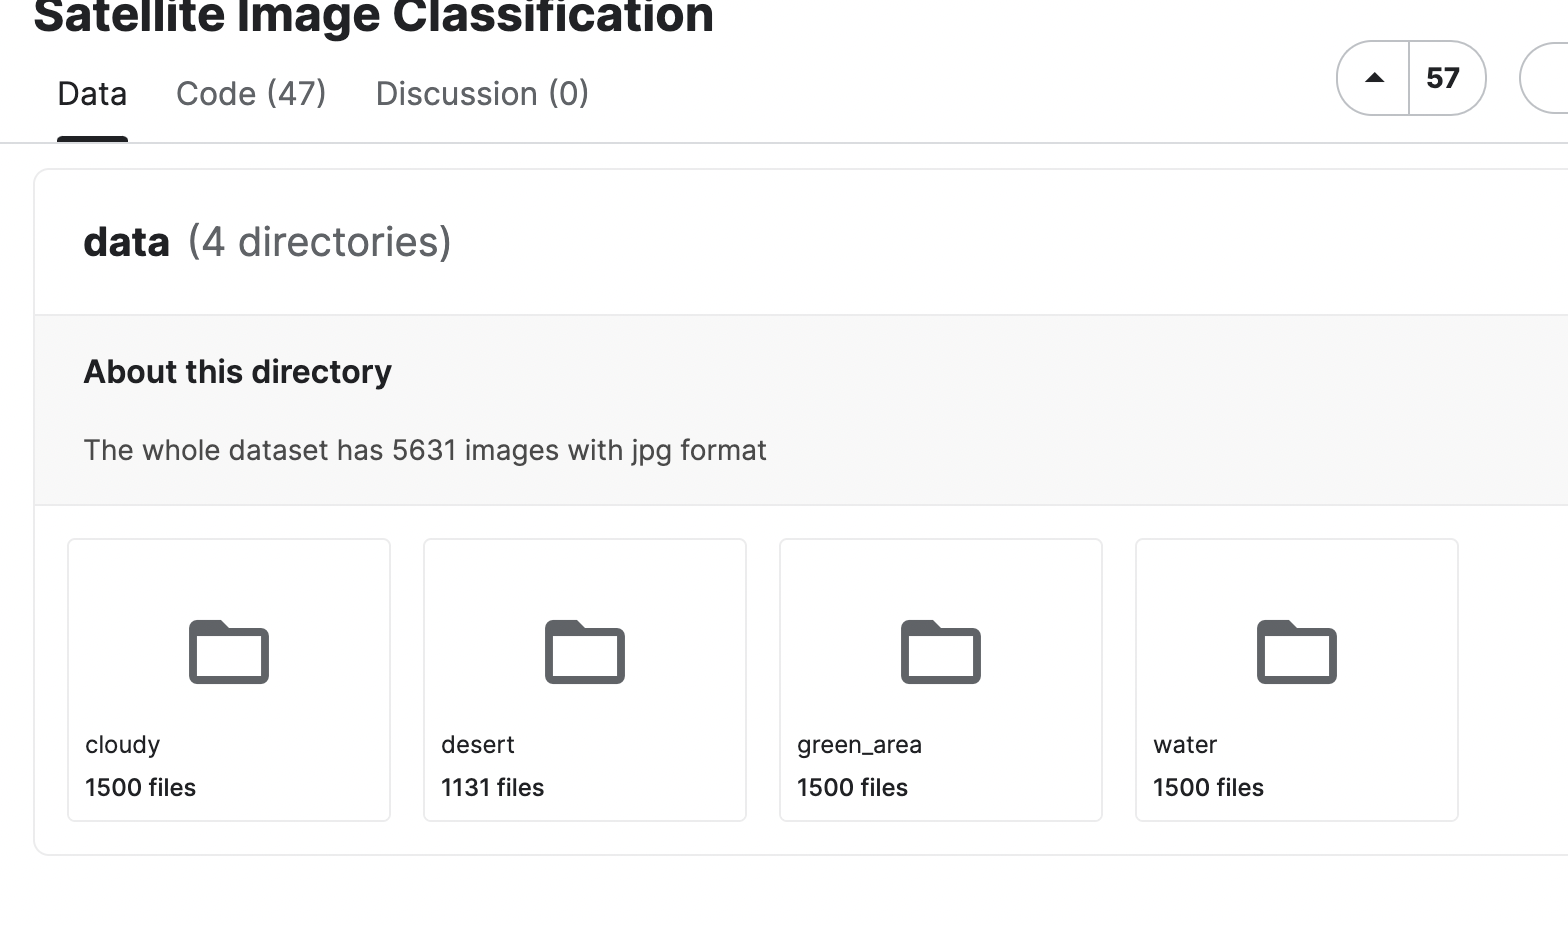 Satellite Image Classification
Data Code (47) Discussion (0)
57
data (4 directories)
About this directory
The whole dataset has 5631 images with jpg format
cloudy
1500 files
desert
1131 files
green_area
1500 files
water
1500 files